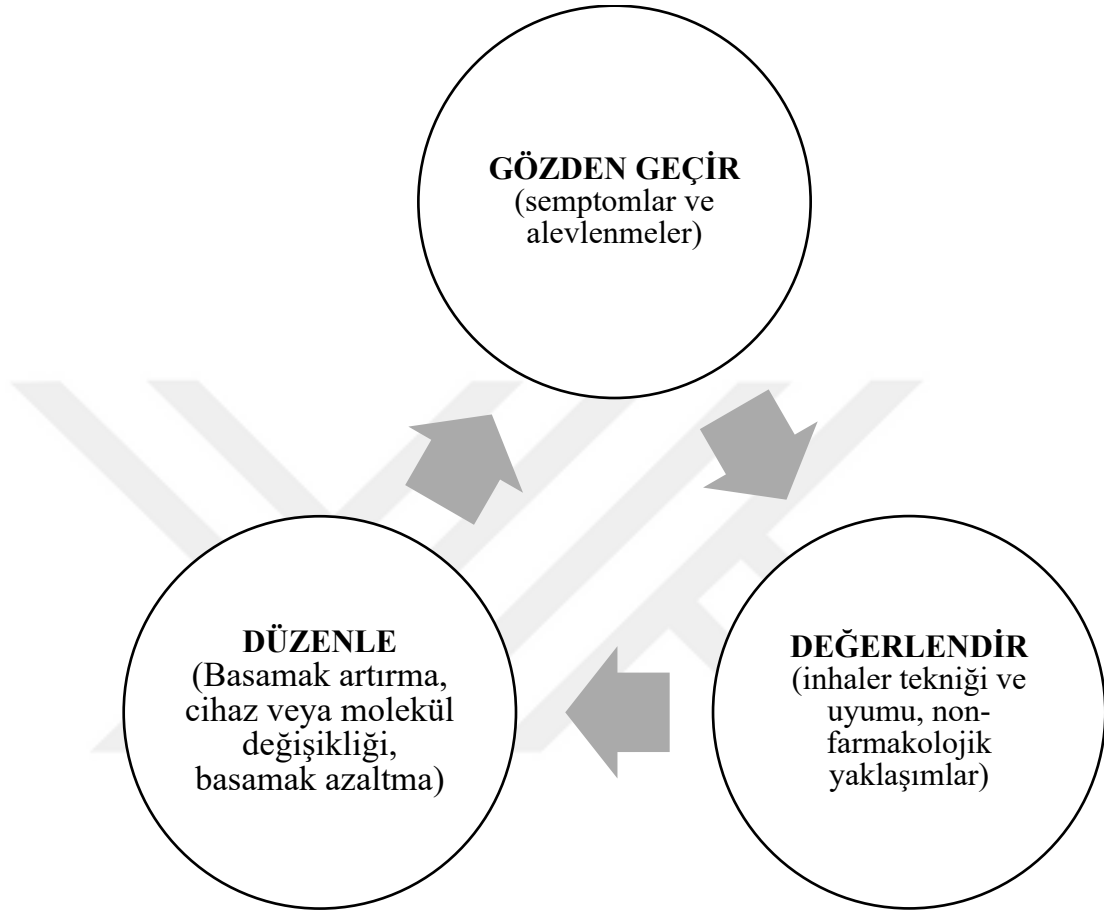 GÖZDEN GEÇİR
(semptomlar ve
alevlenmeler)
DEĞERLENDİR
(inhaler tekniği ve
uyumu, non-
farmakolojik
yaklaşımlar)
DÜZENLE
(Basamak artırma,
cihaz veya molekül
değişikliği,
basamak azaltma)